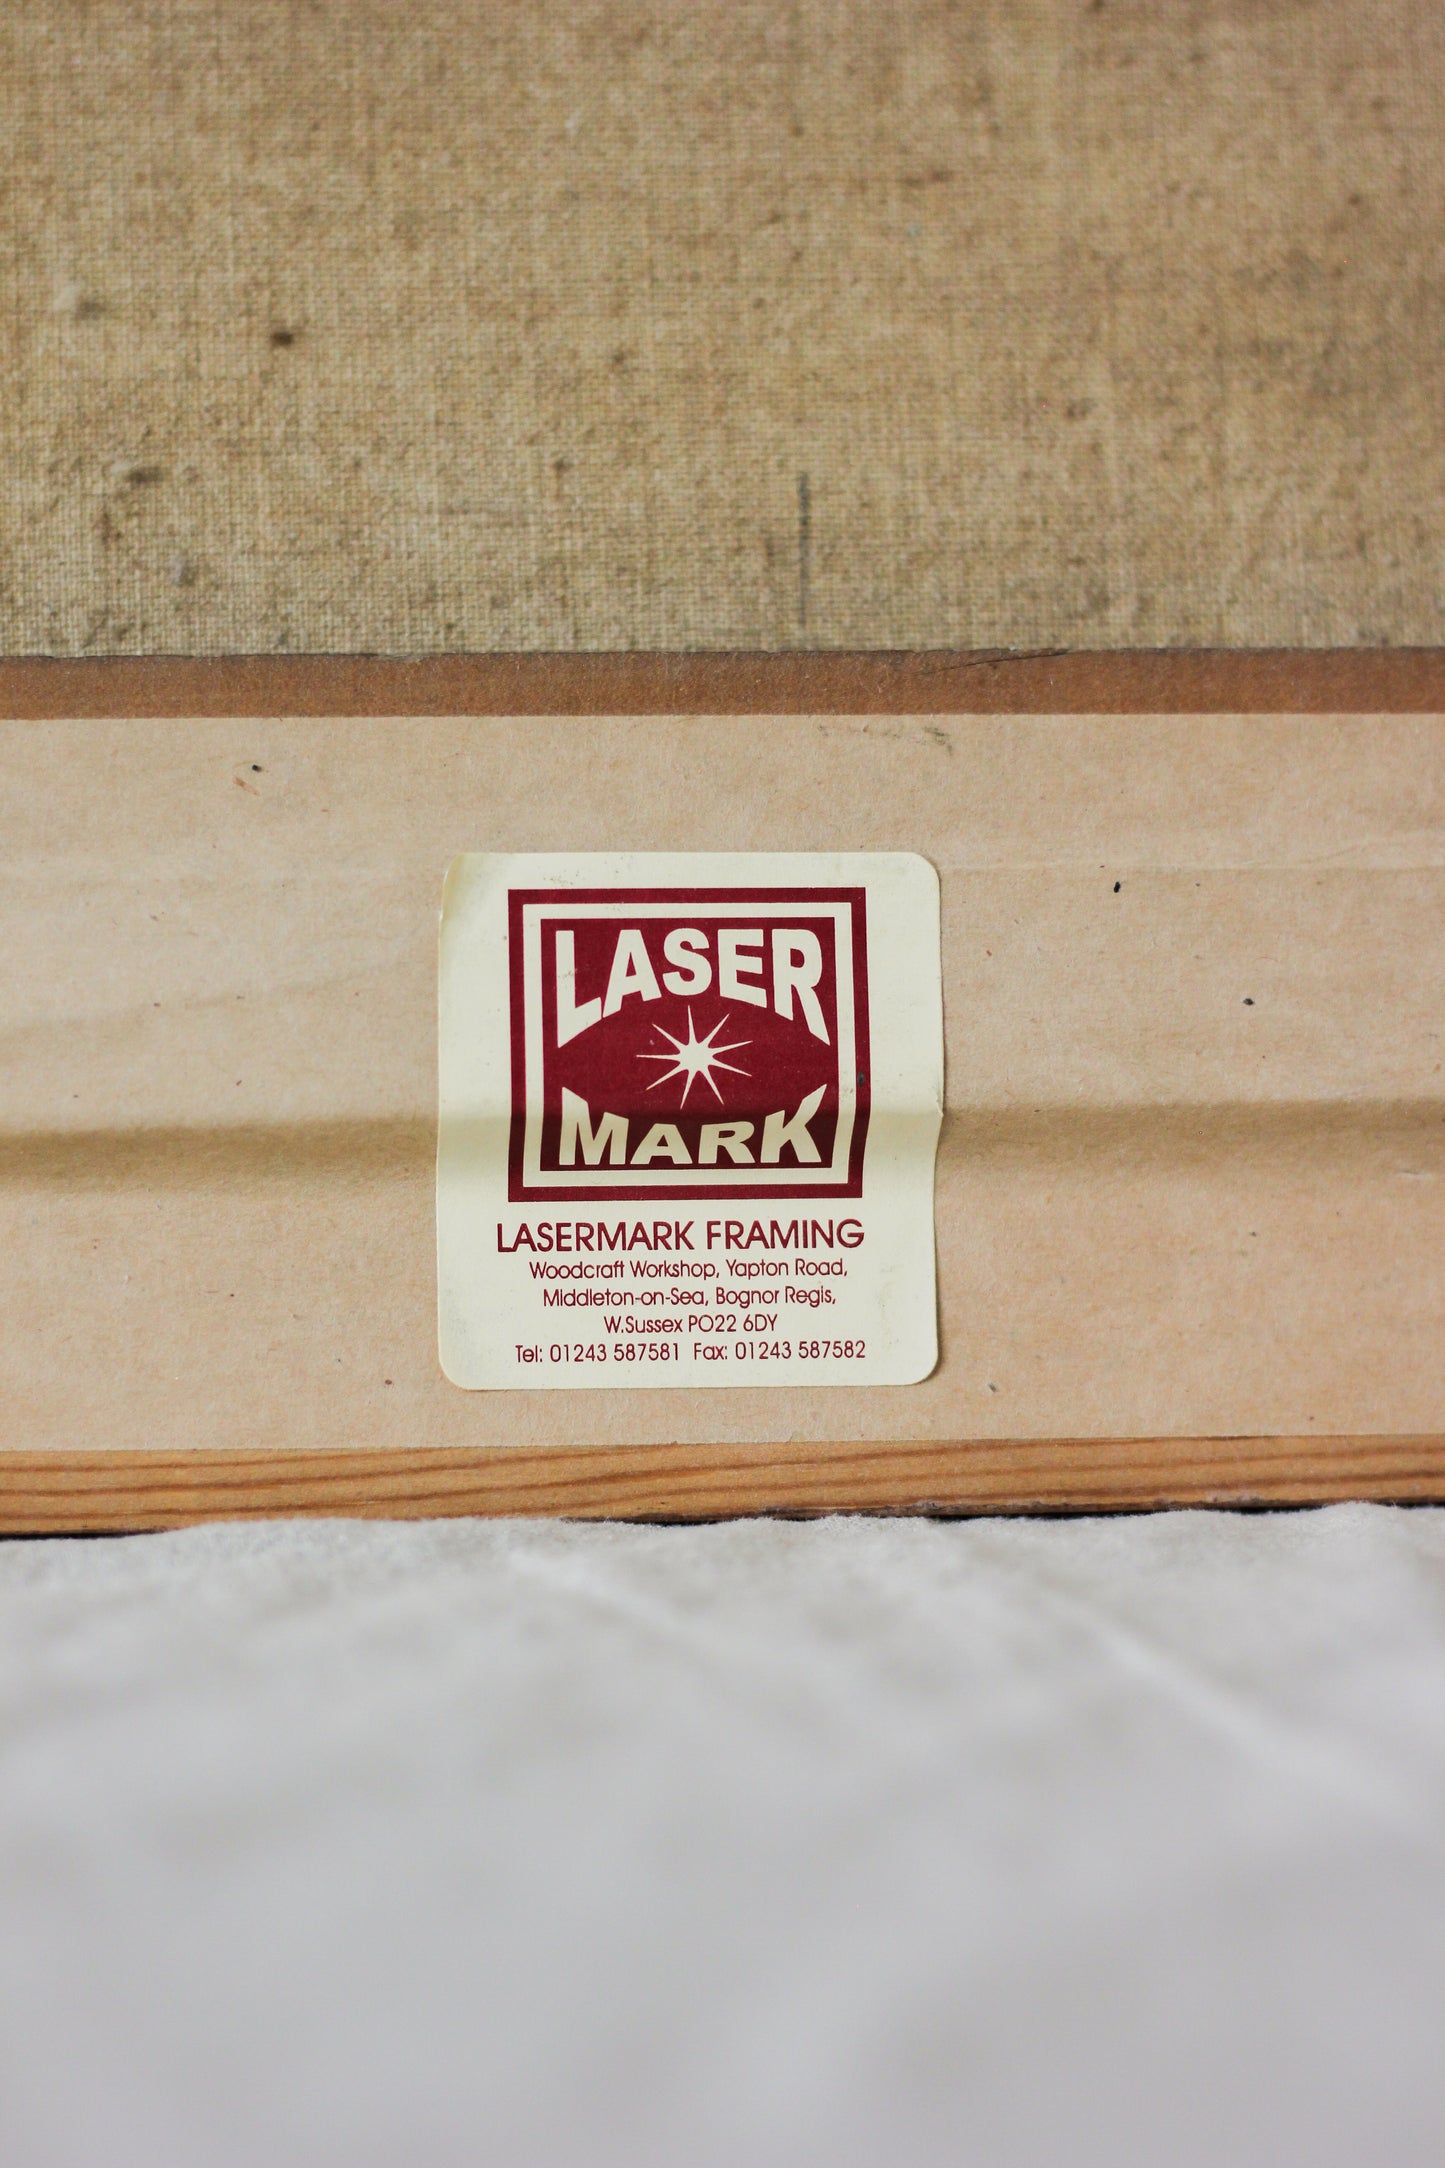 LASER
MARK
LASERMARK FRAMING
Woodcraft Workshop, Yapton Road,
Middleton-on-Sea, Bognor Regis,
W.Sussex PO22 6DY
Tel: 01243 587581 Fax: 01243 587582